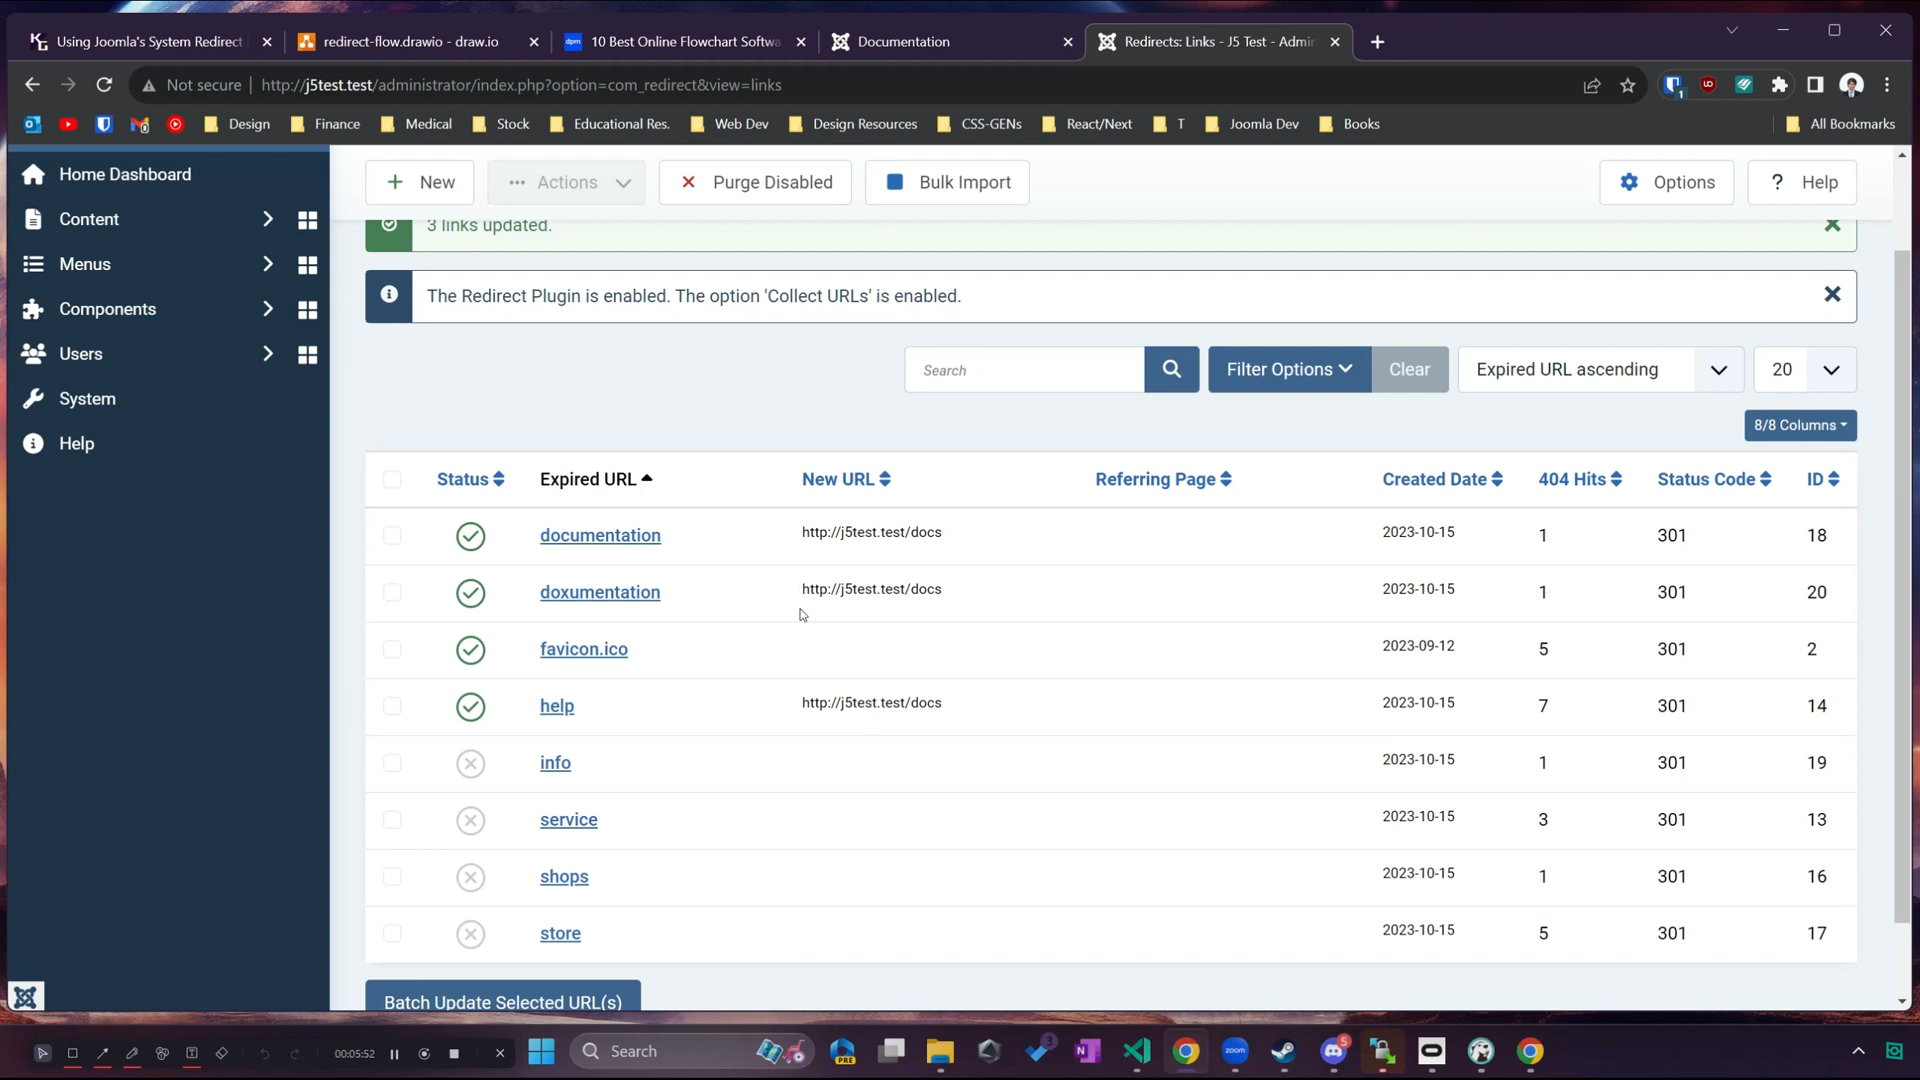 Using Joomla's System Redirect
redirect-flow.drawio - draw.io
dpm
10 Best Online Flowchart Softwa
Documentation
Redirects: Links - J5 Test - Admin
Not secure
http://j5test.test/administrator/index.php?option=com_redirect&view=links
Design
Finance
Medical
Stock
Educational Res.
Web Dev
Design Resources
CSS-GENs
React/Next
T
Joomla Dev
Books
All Bookmarks
Home Dashboard
Content
Menus
Components
Users
System
Help
New
Actions
Purge Disabled
Bulk Import
Options
Help
3 links updated.
The Redirect Plugin is enabled. The option 'Collect URLs' is enabled.
Search
Filter Options
Clear
Expired URL ascending
20
8/8 Columns
Status Expired URL New URL Referring Page Created Date 404 Hits Status Code ID
documentation http://j5test.test/docs 2023-10-15 1 301 18
doxumentation http://j5test.test/docs 2023-10-15 1 301 20
favicon.ico 2023-09-12 5 301 2
help http://j5test.test/docs 2023-10-15 7 301 14
info 2023-10-15 1 301 19
service 2023-10-15 3 301 13
shops 2023-10-15 1 301 16
store 2023-10-15 5 301 17
Batch Update Selected URL(s)
00:05:52
Search
PRE
3
zoom
5